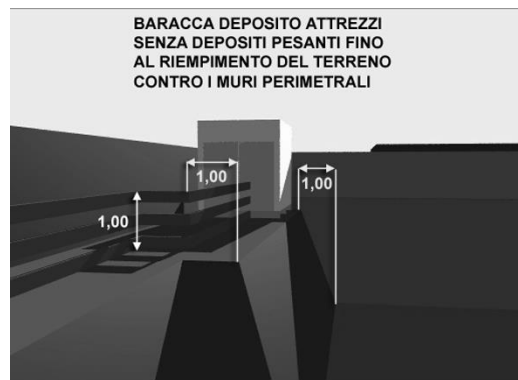 BARACCA DEPOSITO ATTREZZI
SENZA DEPOSITI PESANTI FINO
AL RIEMPIMENTO DEL TERRENO
CONTRO I MURI PERIMETRALI
1,00
1,00
1,00